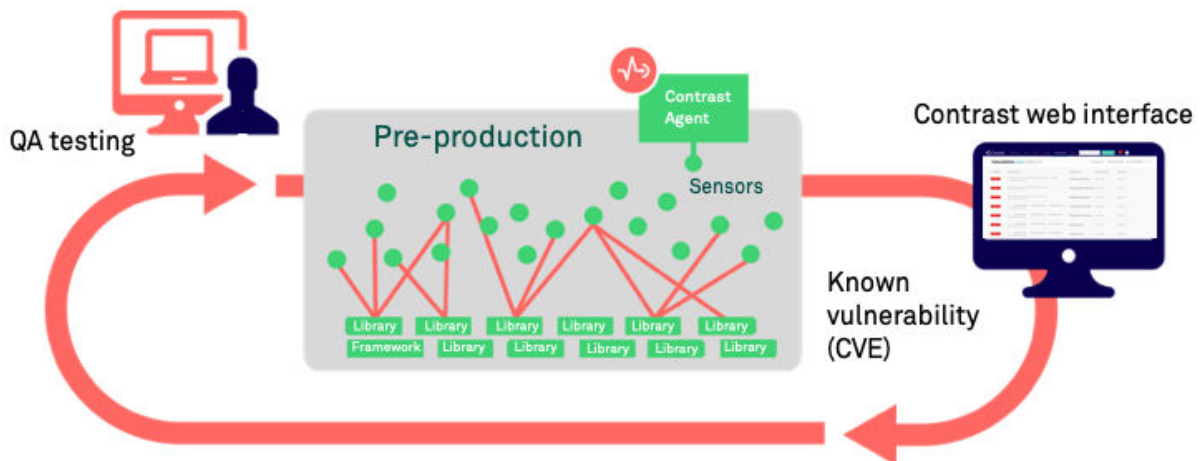 QA testing
Pre-production
Contrast
Agent
Sensors
Contrast web interface
Library
Library
Library
Library
Library
Library
Framework
Library
Library
Library
Library
Library
Known
vulnerability
(CVE)